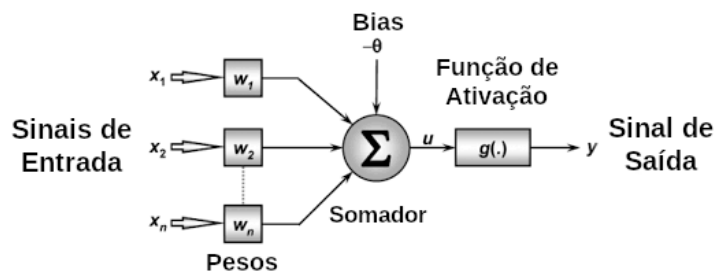 Bias
−θ
Função de
Ativação
Sinais de
Entrada
x1
w1
x2
w2
xn
wn
Σ
u
g(.)
y
Sinal de
Saída
Somador
Pesos